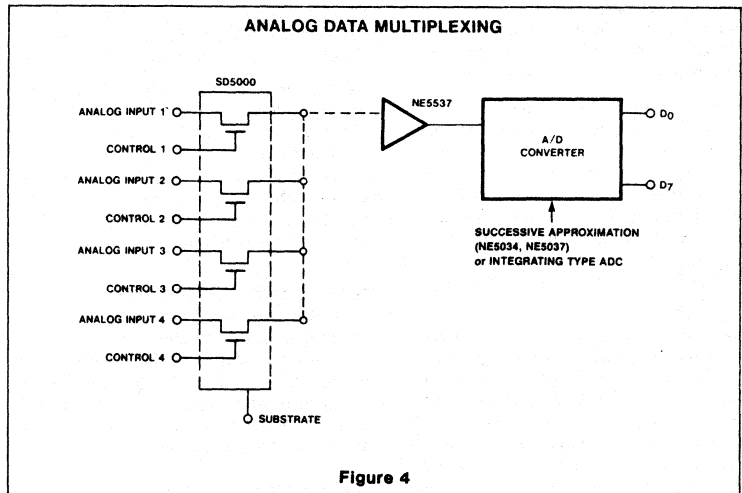 ANALOG DATA MULTIPLEXING
SD5000
NE5537
ANALOG INPUT 1
CONTROL 1
ANALOG INPUT 2
CONTROL 2
ANALOG INPUT 3
CONTROL 3
ANALOG INPUT 4
CONTROL 4
SUBSTRATE
A/D
CONVERTER
D0
D7
SUCCESSIVE APPROXIMATION
(NE5034, NE5037)
or INTEGRATING TYPE ADC
Figure 4